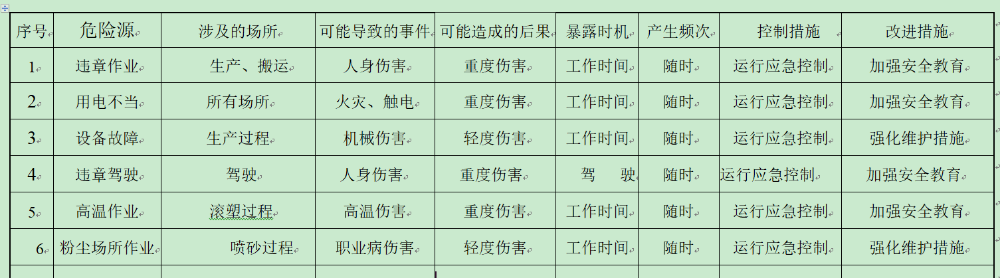 序号 危险源 涉及的场所 可能导致的事件 可能造成的后果 暴露时机 产生频次 控制措施 改进措施
1 违章作业 生产、搬运 人身伤害 重度伤害 工作时间 随时 运行应急控制 加强安全教育
2 用电不当 所有场所 火灾、触电 重度伤害 工作时间 随时 运行应急控制 加强安全教育
3 设备故障 生产过程 机械伤害 轻度伤害 工作时间 随时 运行应急控制 强化维护措施
4 违章驾驶 驾驶 人身伤害 重度伤害 驾 驶 随时 运行应急控制 加强安全教育
5 高温作业 滚塑过程 高温伤害 重度伤害 工作时间 随时 运行应急控制 加强安全教育
6 粉尘场所作业 喷砂过程 职业病伤害 轻度伤害 工作时间 随时 运行应急控制 强化维护措施